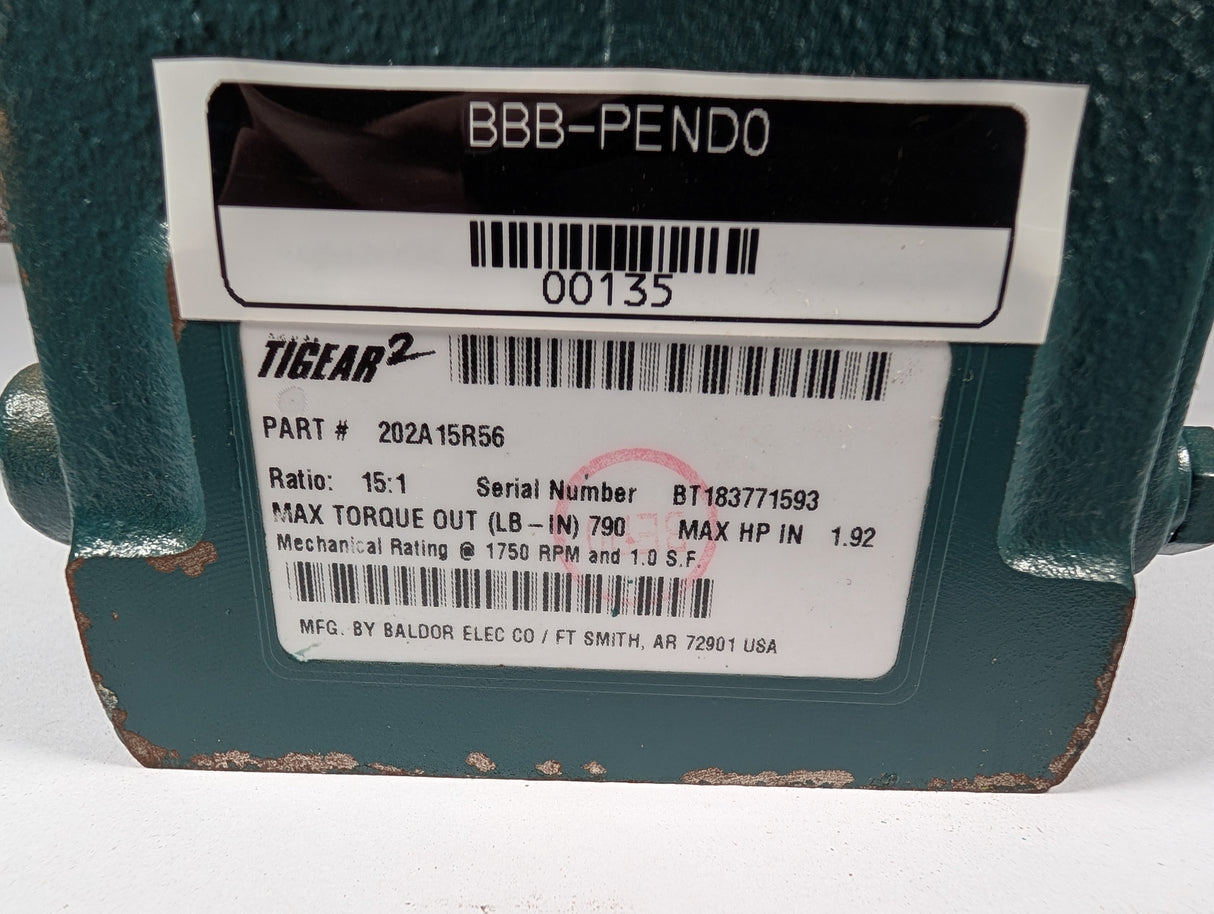 BBB-PEND0
00135
TIGEAR2
PART # 202A15R56
Ratio: 15:1 Serial Number BT183771593
MAX TORQUE OUT (LB – IN) 790 MAX HP IN 1.92
Mechanical Rating @ 1750 RPM and 1.0 S.F.
MFG. BY BALDOR ELEC CO / FT SMITH, AR 72901 USA